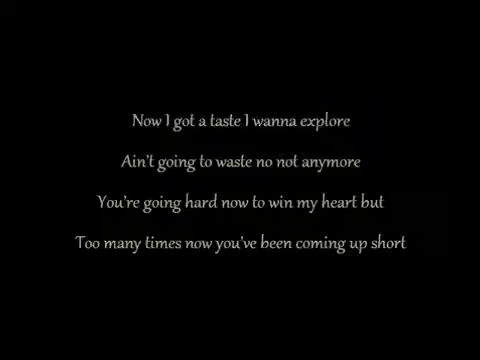 Now I got a taste I wanna explore
Ain't going to waste no not anymore
You're going hard now to win my heart but
Too many times now you've been coming up short